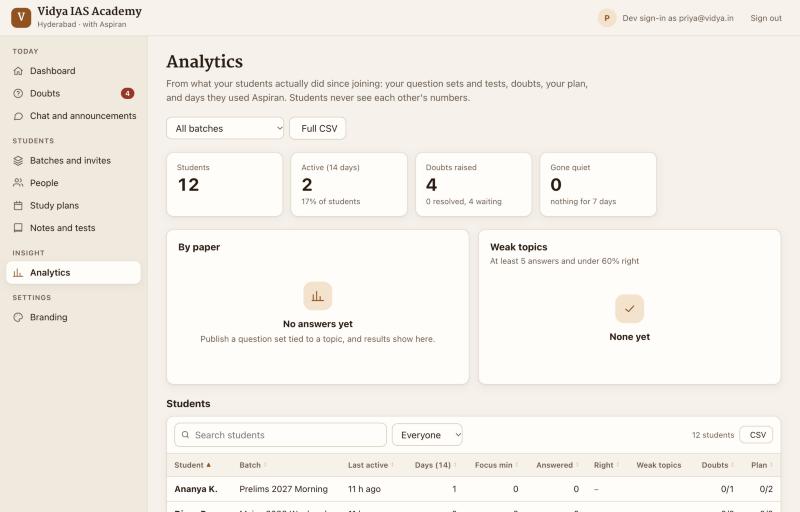 V
Vidya IAS Academy
Hyderabad · with Aspiran
P
Dev sign-in as priya@vidya.in
Sign out
TODAY
Dashboard
Doubts
4
Chat and announcements
STUDENTS
Batches and invites
People
Study plans
Notes and tests
INSIGHT
Analytics
SETTINGS
Branding
Analytics
From what your students actually did since joining: your question sets and tests, doubts, your plan,
and days they used Aspiran. Students never see each other's numbers.
All batches
Full CSV
Students
12
Active (14 days)
2
17% of students
Doubts raised
4
0 resolved, 4 waiting
Gone quiet
0
nothing for 7 days
By paper
No answers yet
Publish a question set tied to a topic, and results show here.
Weak topics
At least 5 answers and under 60% right
None yet
Students
Search students
Everyone
12 students
CSV
Student ▲ Batch Last active Days (14) Focus min Answered Right Weak topics Doubts Plan
Ananya K. Prelims 2027 Morning 11 h ago 1 0 0 – 0/1 0/2